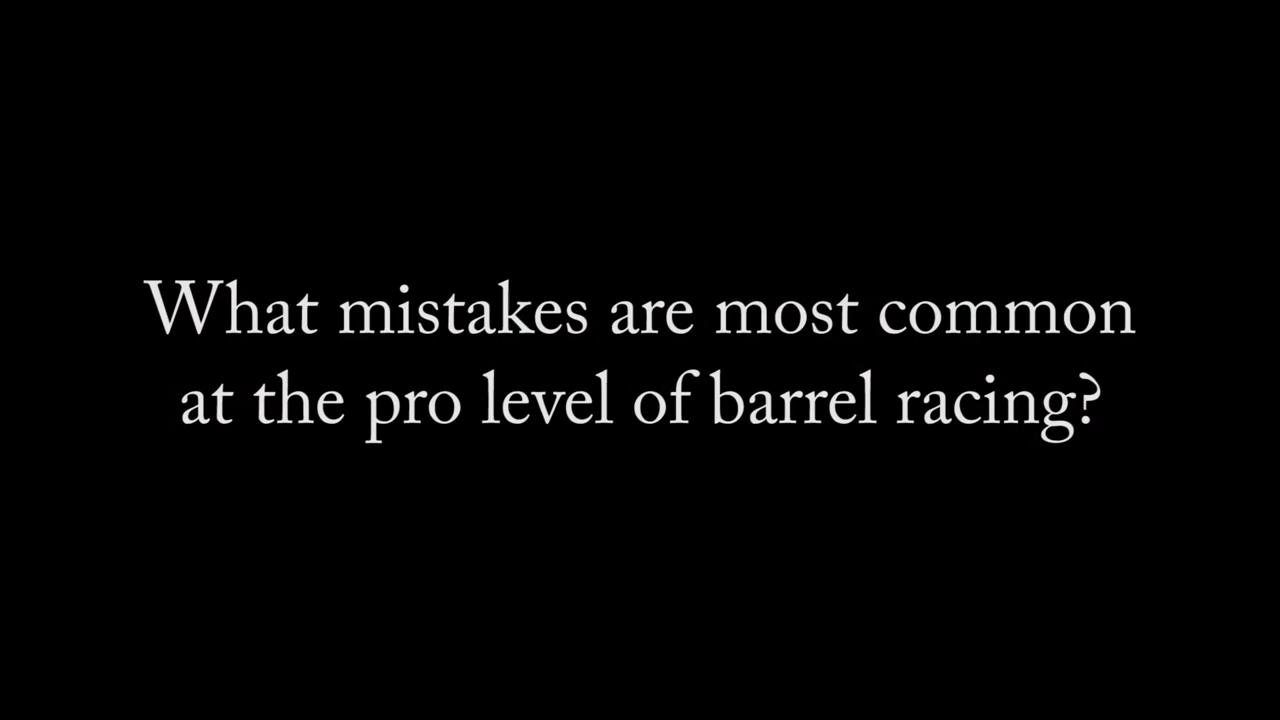 What mistakes are most common
at the pro level of barrel racing?